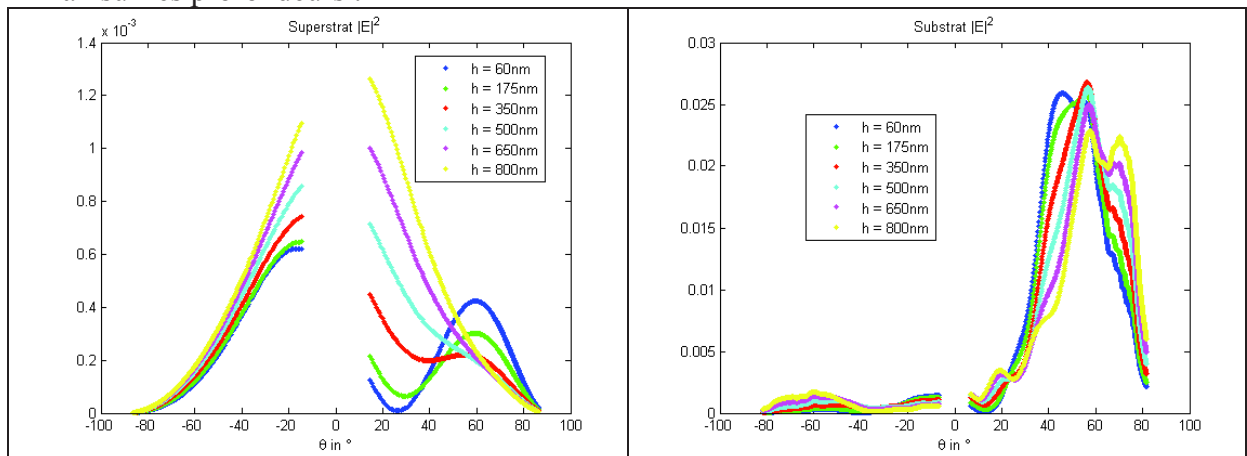 Superstrat |E|²
× 10⁻³
1.4
1.2
1
0.8
0.6
0.4
0.2
0
-100 -80 -60 -40 -20 0 20 40 60 80 100
θ in °
h = 60nm
h = 175nm
h = 350nm
h = 500nm
h = 650nm
h = 800nm
Substrat |E|²
0.03
0.025
0.02
0.015
0.01
0.005
0
-100 -80 -60 -40 -20 0 20 40 60 80 100
θ in °
h = 60nm
h = 175nm
h = 350nm
h = 500nm
h = 650nm
h = 800nm